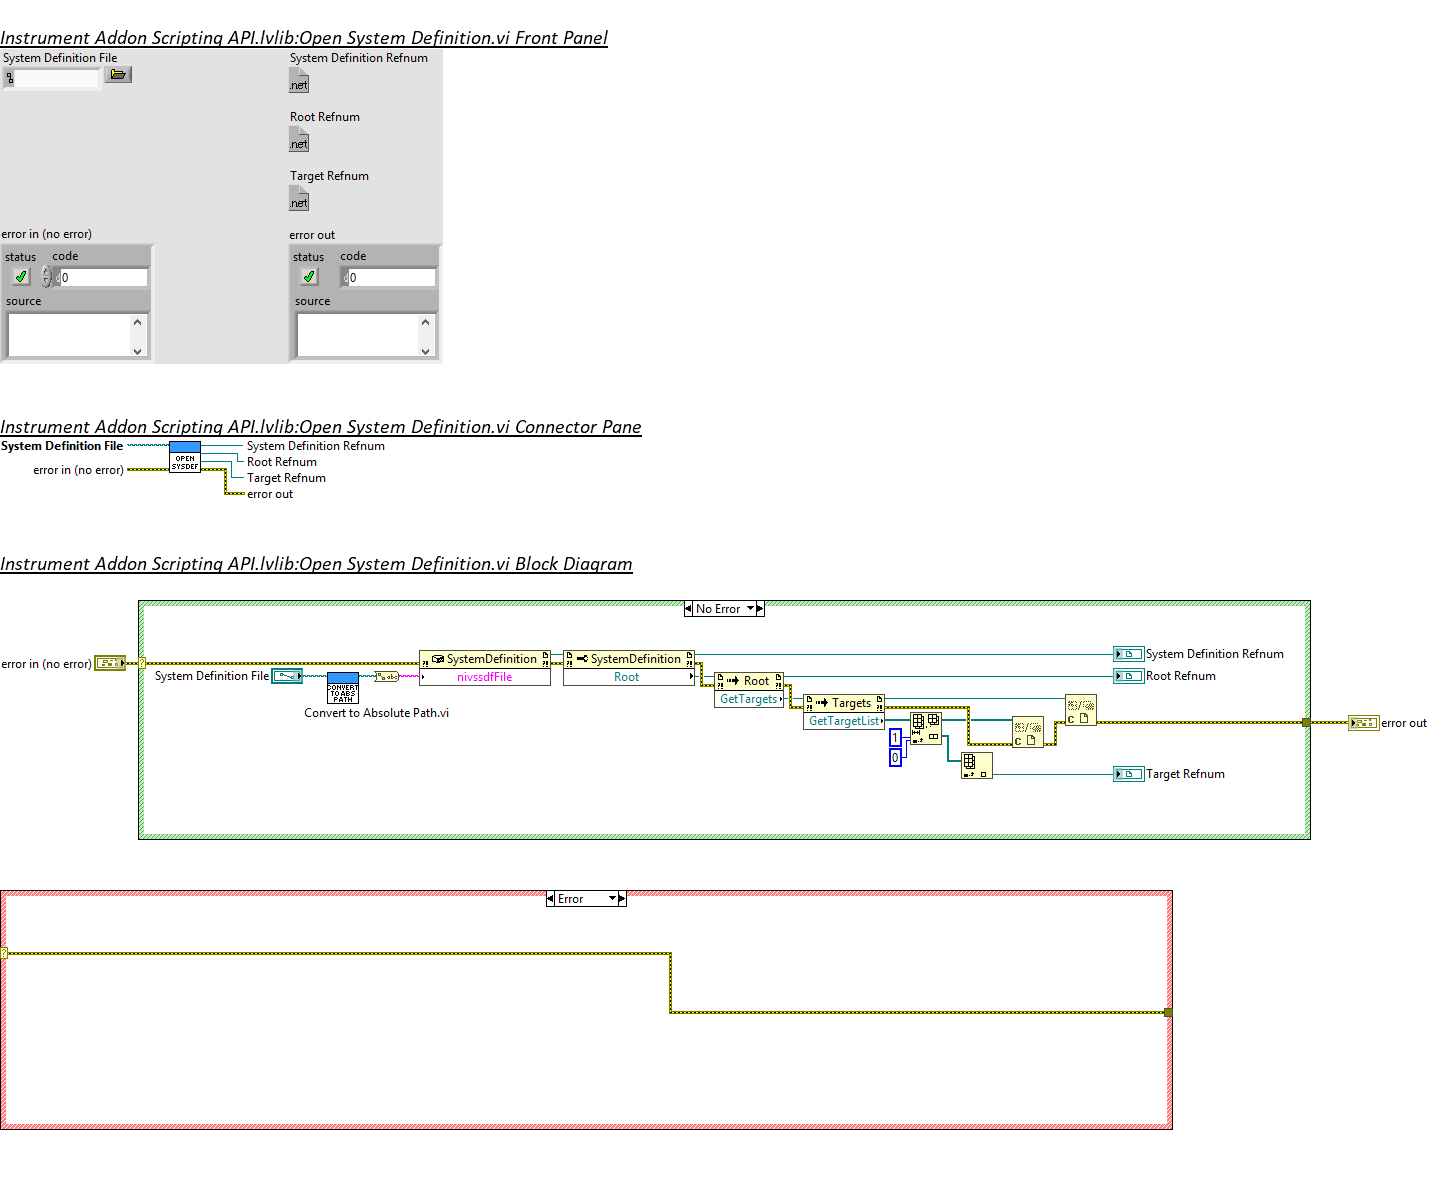 Instrument Addon Scripting API.lvlib:Open System Definition.vi Front Panel
System Definition File
System Definition Refnum
.net
Root Refnum
.net
Target Refnum
.net
error in (no error)
error out
status code
d 0
source
status code
d 0
source
Instrument Addon Scripting API.lvlib:Open System Definition.vi Connector Pane
System Definition File
OPEN
SYSDEF
System Definition Refnum
Root Refnum
error in (no error)
Target Refnum
error out
Instrument Addon Scripting API.lvlib:Open System Definition.vi Block Diagram
No Error
error in (no error)
?
System Definition File
CONVERT
TO ABS
PATH
Convert to Absolute Path.vi
abc
SystemDefinition
nivssdfFile
SystemDefinition
Root
Root
GetTargets
Targets
GetTargetList
1
0
C
C
System Definition Refnum
Root Refnum
error out
Target Refnum
Error
?